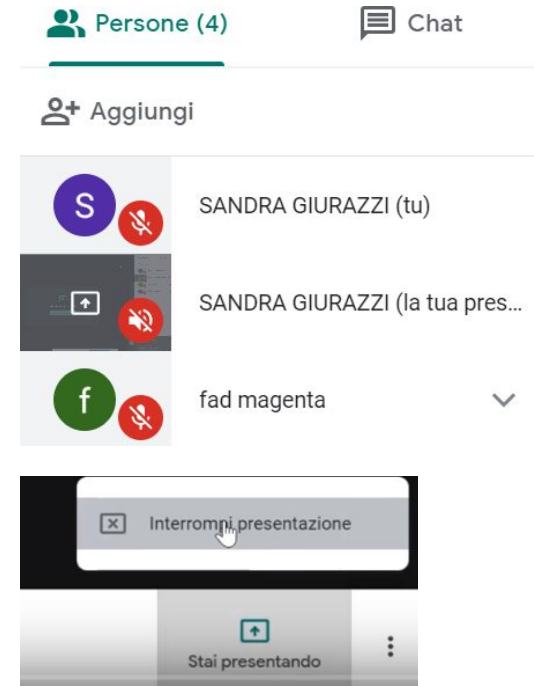 Persone (4) Chat
Aggiungi
S SANDRA GIURAZZI (tu)
SANDRA GIURAZZI (la tua pres...
f fad magenta
Interrompi presentazione
Stai presentando